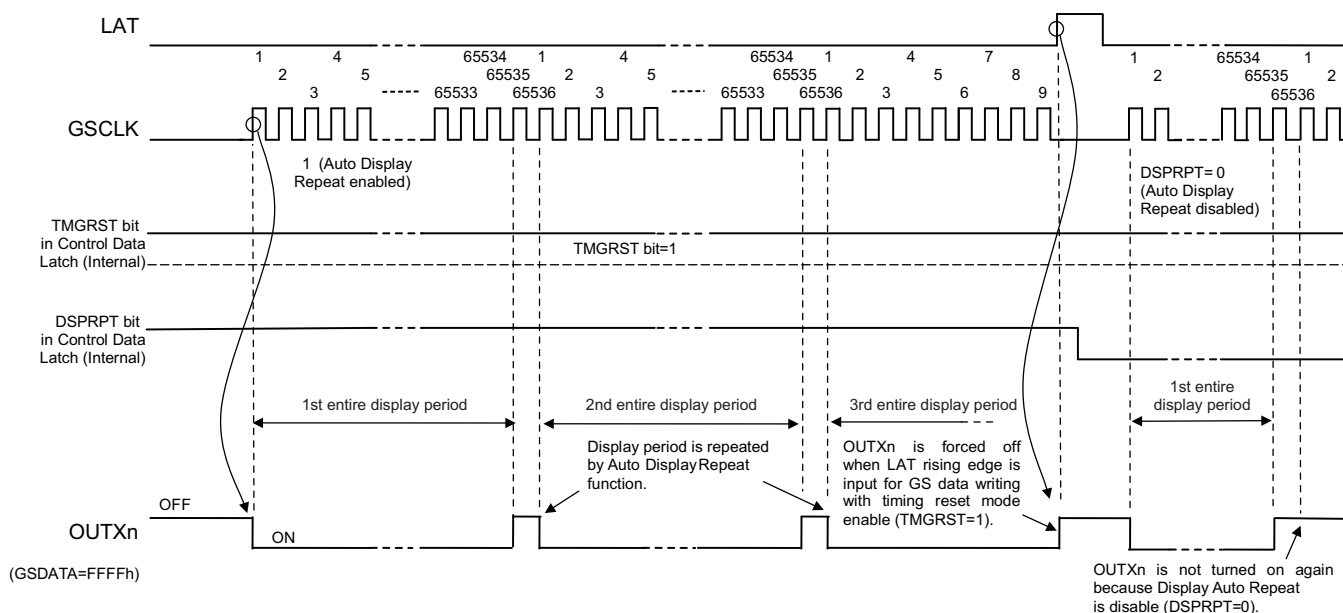 LAT
65534 65534 65534
1 4 1 4 1 4 7 1 1
2 5 65535 2 5 65535 2 5 8 2 65535 2
3 65533 65536 3 65533 65536 3 6 9 65536
GSCLK
1 (Auto Display
Repeat enabled)
DSPRPT= 0
(Auto Display
Repeat disabled)
TMGRST bit
in Control Data
Latch (Internal)
TMGRST bit=1
DSPRPT bit
in Control Data
Latch (Internal)
1st entire display period
2nd entire display period
3rd entire display period
1st entire
display period
Display period is repeated
by Auto Display Repeat
function.
OUTXn is forced off
when LAT rising edge is
input for GS data writing
with timing reset mode
enable (TMGRST=1).
OFF
OUTXn
ON
(GSDATA=FFFFh)
OUTXn is not turned on again
because Display Auto Repeat
is disable (DSPRPT=0).